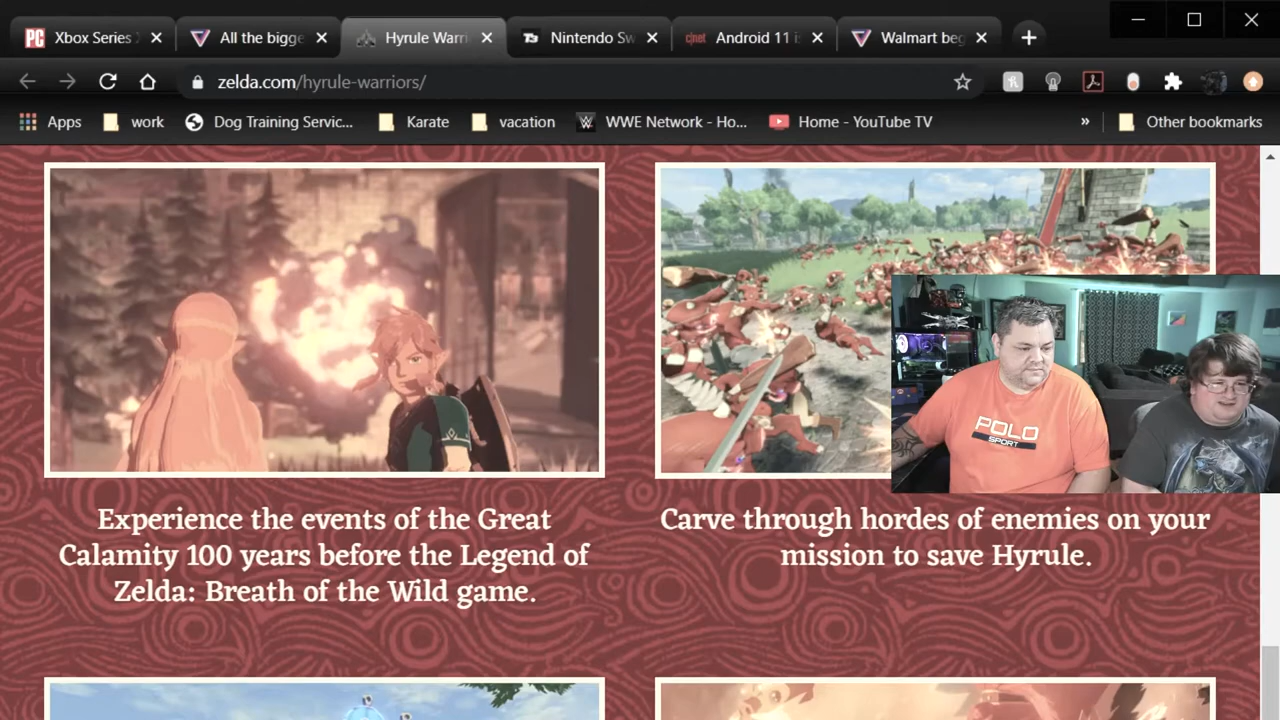 Xbox Series
All the bigge
Hyrule Warri
T3
Nintendo Sw
c|net
Android 11 i
Walmart beg
zelda.com/hyrule-warriors/
Apps
work
Dog Training Servic...
Karate
vacation
WWE Network - Ho...
Home - YouTube TV
»
Other bookmarks
Experience the events of the Great
Calamity 100 years before the Legend of
Zelda: Breath of the Wild game.
Carve through hordes of enemies on your
mission to save Hyrule.
POLO
SPORT